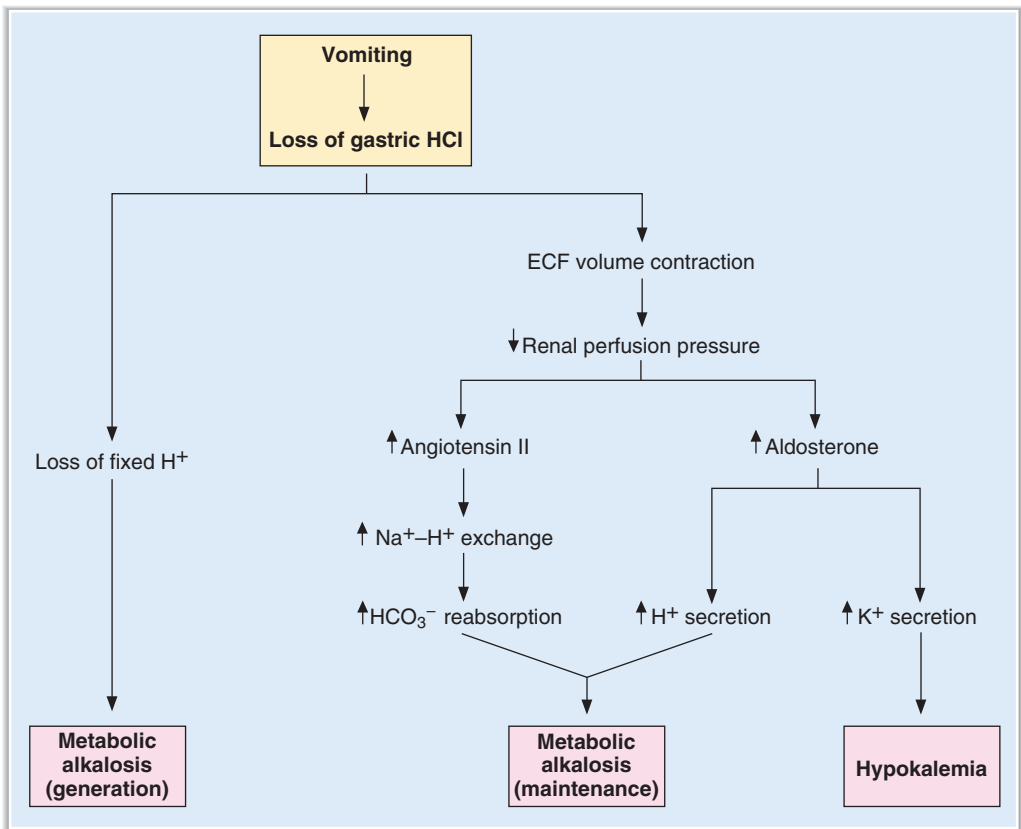 Vomiting
Loss of gastric HCl
ECF volume contraction
↓Renal perfusion pressure
↑Angiotensin II
↑Aldosterone
Loss of fixed H⁺
↑Na⁺–H⁺ exchange
↑HCO₃⁻ reabsorption
↑H⁺ secretion
↑K⁺ secretion
Metabolic
alkalosis
(generation)
Metabolic
alkalosis
(maintenance)
Hypokalemia